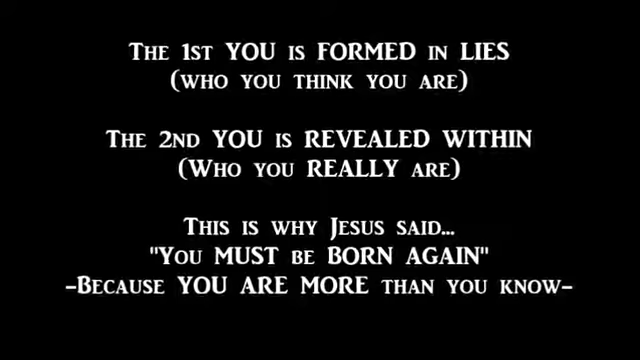 The 1st YOU is FORMED in LIES
(who you think you are)
The 2nd YOU is REVEALED WITHIN
(Who you REALLY are)
This is why Jesus said...
"You MUST be BORN AGAIN"
-Because YOU ARE MORE than you know-